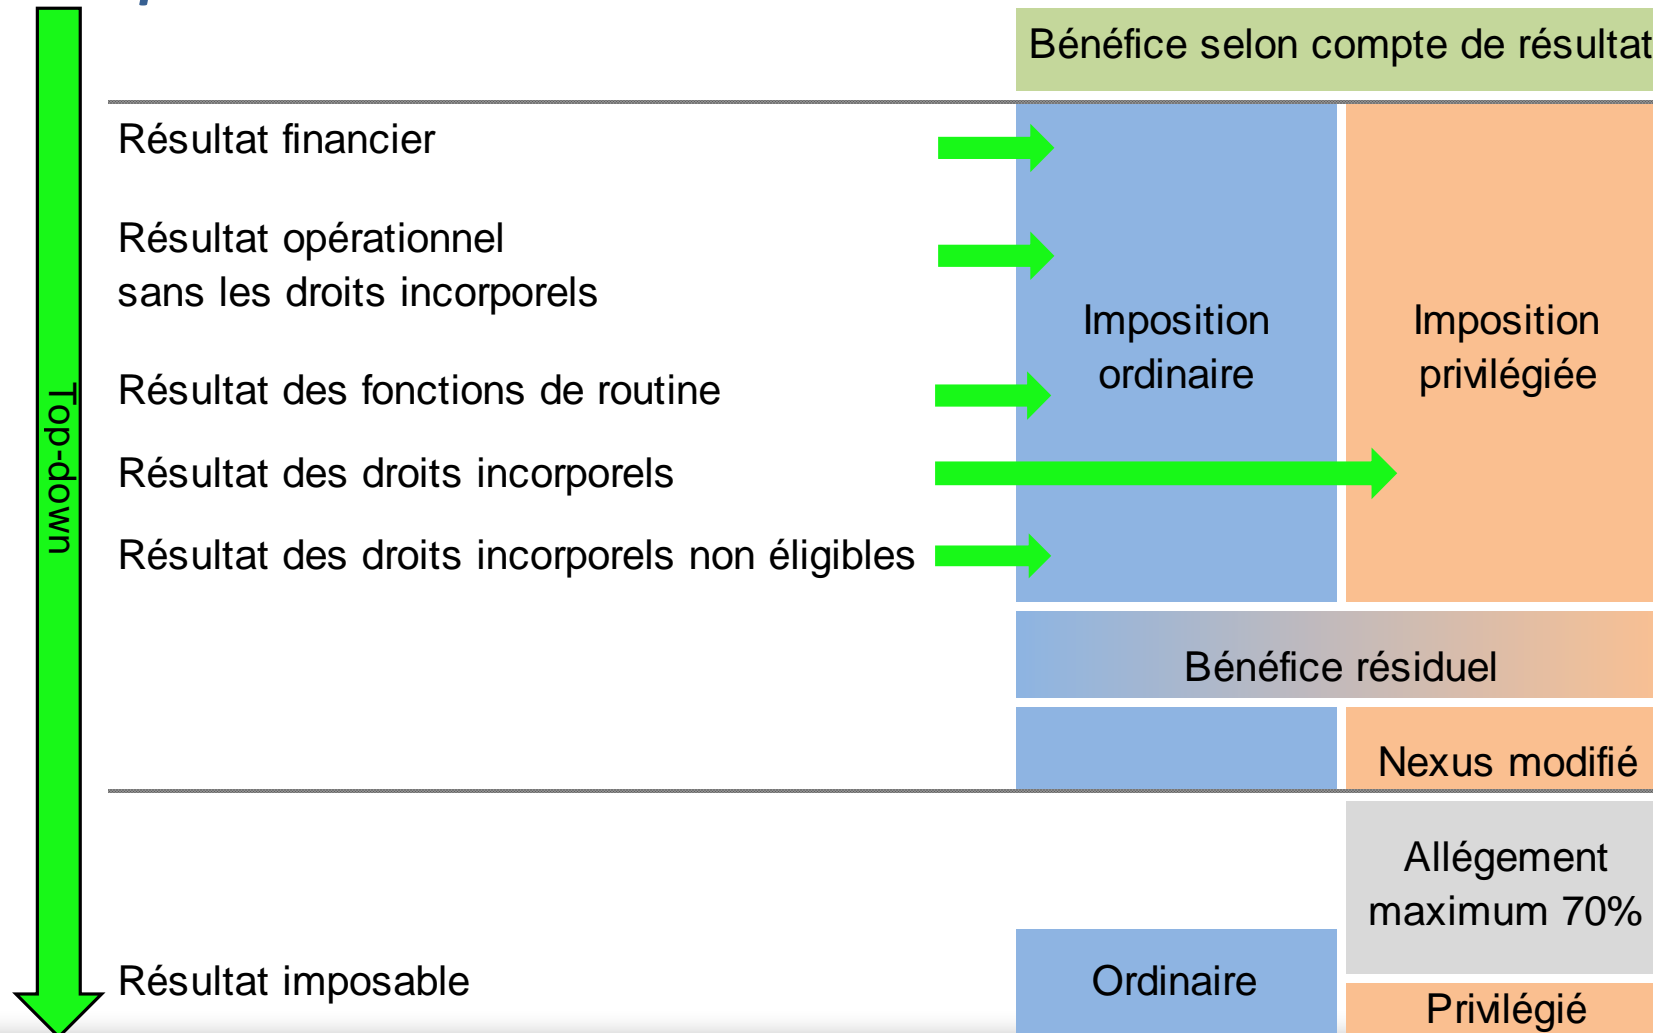 Bénéfice selon compte de résultat
Résultat financier
Résultat opérationnel
sans les droits incorporels
Imposition
ordinaire
Imposition
privilégiée
Résultat des fonctions de routine
Top-down
Résultat des droits incorporels
Résultat des droits incorporels non éligibles
Bénéfice résiduel
Nexus modifié
Allégement
maximum 70%
Résultat imposable
Ordinaire
Privilégié